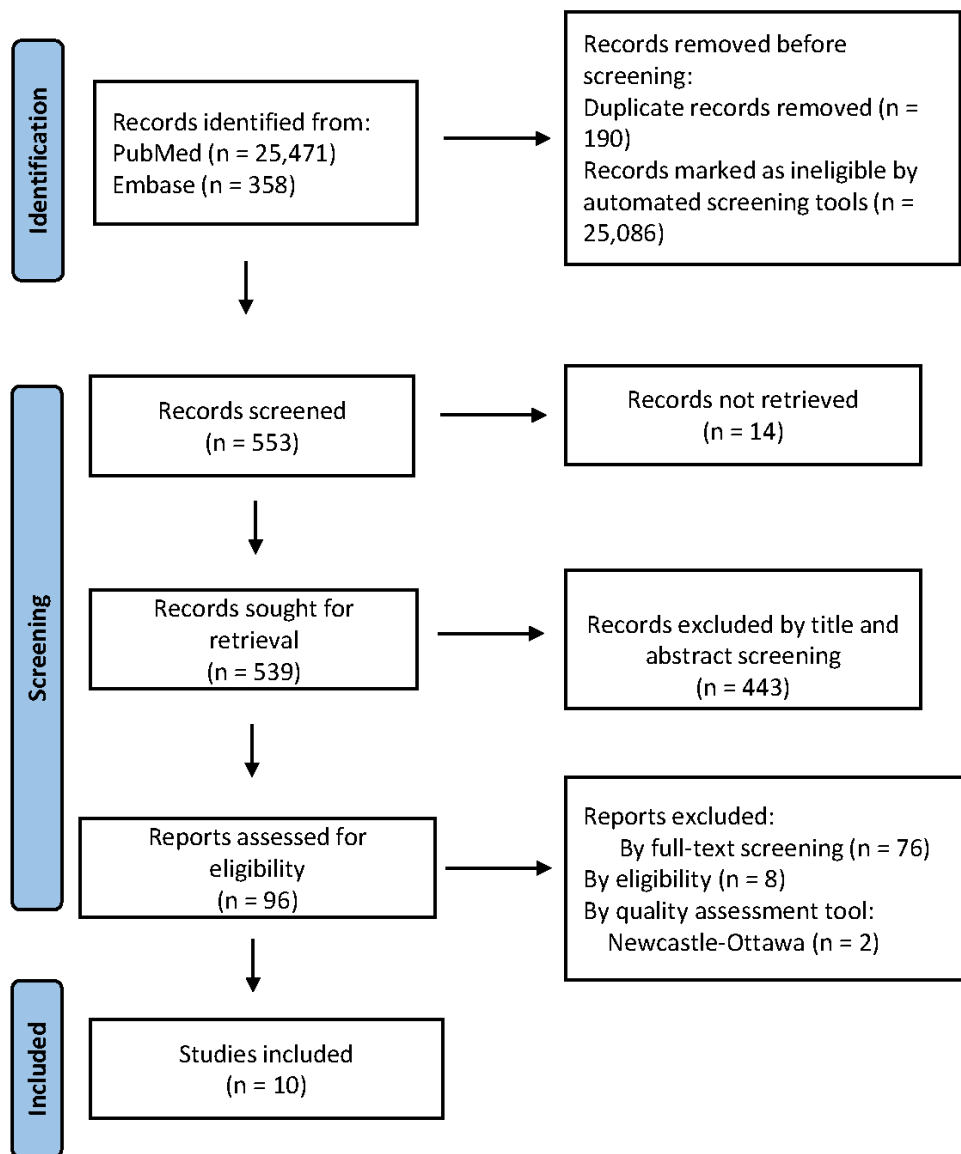 Identification
Records identified from:
PubMed (n = 25,471)
Embase (n = 358)
Records removed before
screening:
Duplicate records removed (n =
190)
Records marked as ineligible by
automated screening tools (n =
25,086)
Screening
Records screened
(n = 553)
Records not retrieved
(n = 14)
Records sought for
retrieval
(n = 539)
Records excluded by title and
abstract screening
(n = 443)
Reports assessed for
eligibility
(n = 96)
Reports excluded:
By full-text screening (n = 76)
By eligibility (n = 8)
By quality assessment tool:
Newcastle-Ottawa (n = 2)
Included
Studies included
(n = 10)